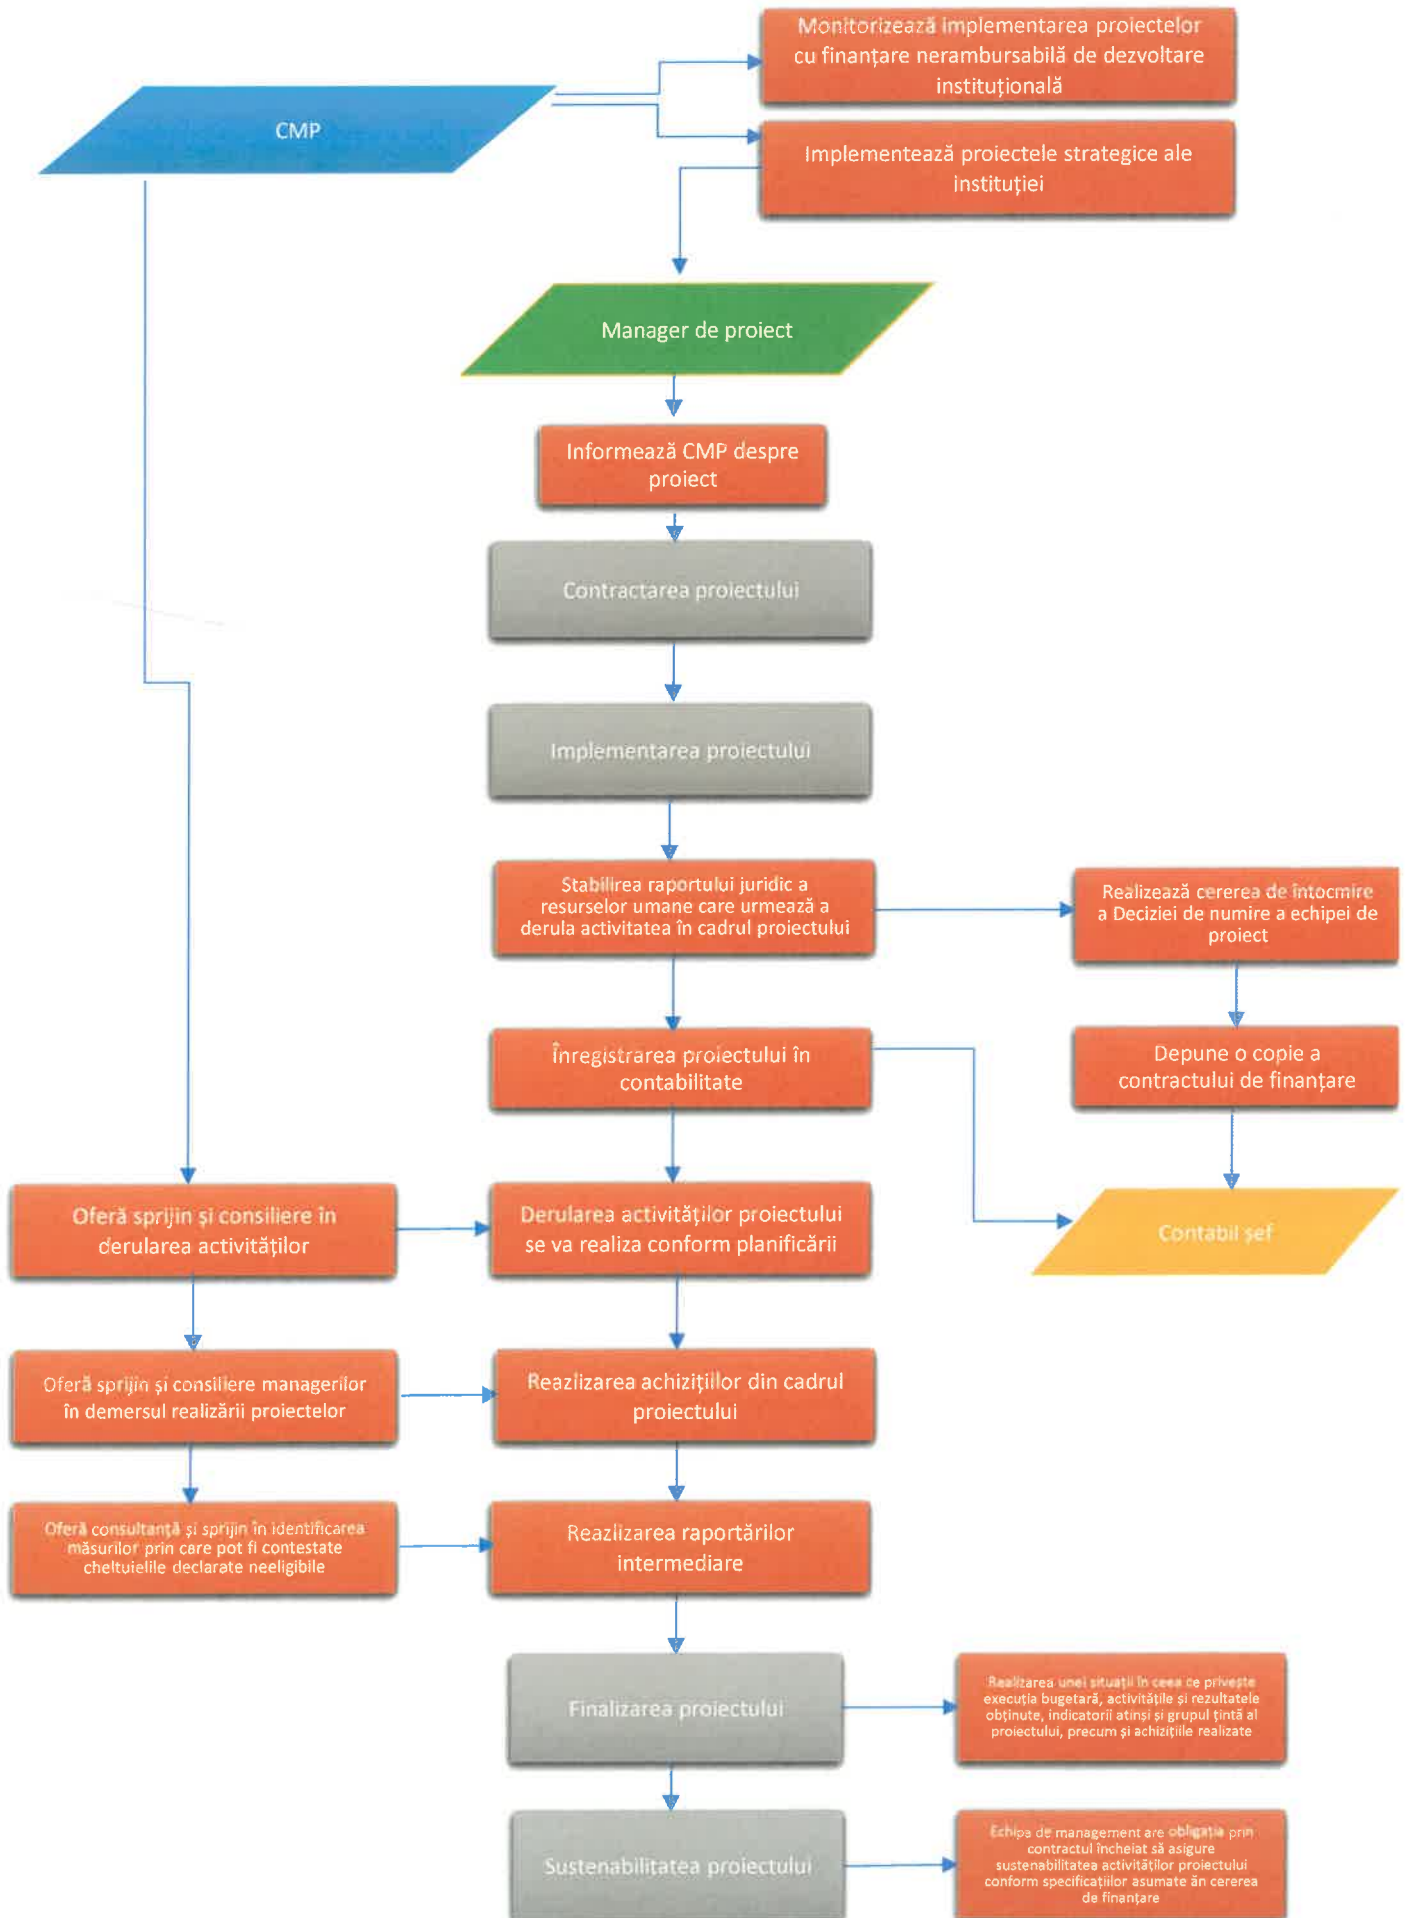 Monitorizează implementarea proiectelor
cu finanțare nerambursabilă de dezvoltare
instituțională
CMP
Implementează proiectele strategice ale
instituției
Manager de proiect
Informează CMP despre
proiect
Contractarea proiectului
Implementarea proiectului
Stabilirea raportului juridic a
resurselor umane care urmează a
derula activitatea în cadrul proiectului
Realizează cererea de întocmire
a Deciziei de numire a echipei de
proiect
Înregistrarea proiectului în
contabilitate
Depune o copie a
contractului de finanțare
Oferă sprijin și consiliere în
derularea activităților
Derularea activităților proiectului
se va realiza conform planificării
Contabil șef
Oferă sprijin și consiliere managerilor
în demersul realizării proiectelor
Reazlizarea achizițiilor din cadrul
proiectului
Oferă consultanță și sprijin în identificarea
măsurilor prin care pot fi contestate
cheltuielile declarate neeligibile
Reazlizarea raportărilor
intermediare
Finalizarea proiectului
Realizarea unei situații în ceea ce privește
execuția bugetară, activitățile și rezultatele
obținute, indicatorii atinși și grupul țintă al
proiectului, precum și achizițiile realizate
Sustenabilitatea proiectului
Echipa de management are obligația prin
contractul încheiat să asigure
sustenabilitatea activităților proiectului
conform specificațiilor asumate ăn cererea
de finanțare